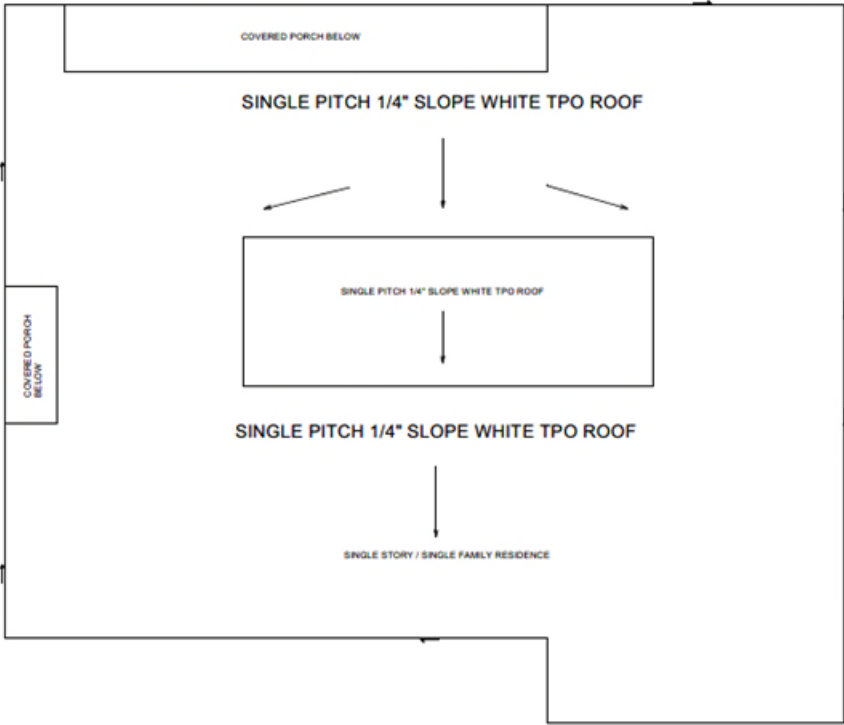 COVERED PORCH BELOW
SINGLE PITCH 1/4" SLOPE WHITE TPO ROOF
SINGLE PITCH 1/4" SLOPE WHITE TPO ROOF
COVERED PORCH
BELOW
SINGLE PITCH 1/4" SLOPE WHITE TPO ROOF
SINGLE STORY / SINGLE FAMILY RESIDENCE